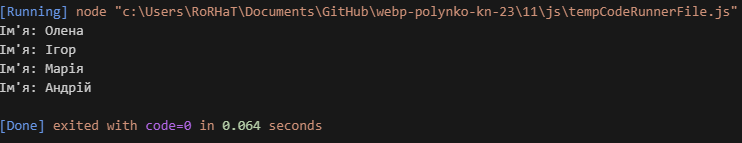 [Running] node "c:\Users\RoRHaT\Documents\GitHub\webp-polynko-kn-23\11\js\tempCodeRunnerFile.js"
Ім'я: Олена
Ім'я: Ігор
Ім'я: Марія
Ім'я: Андрій
[Done] exited with code=0 in 0.064 seconds